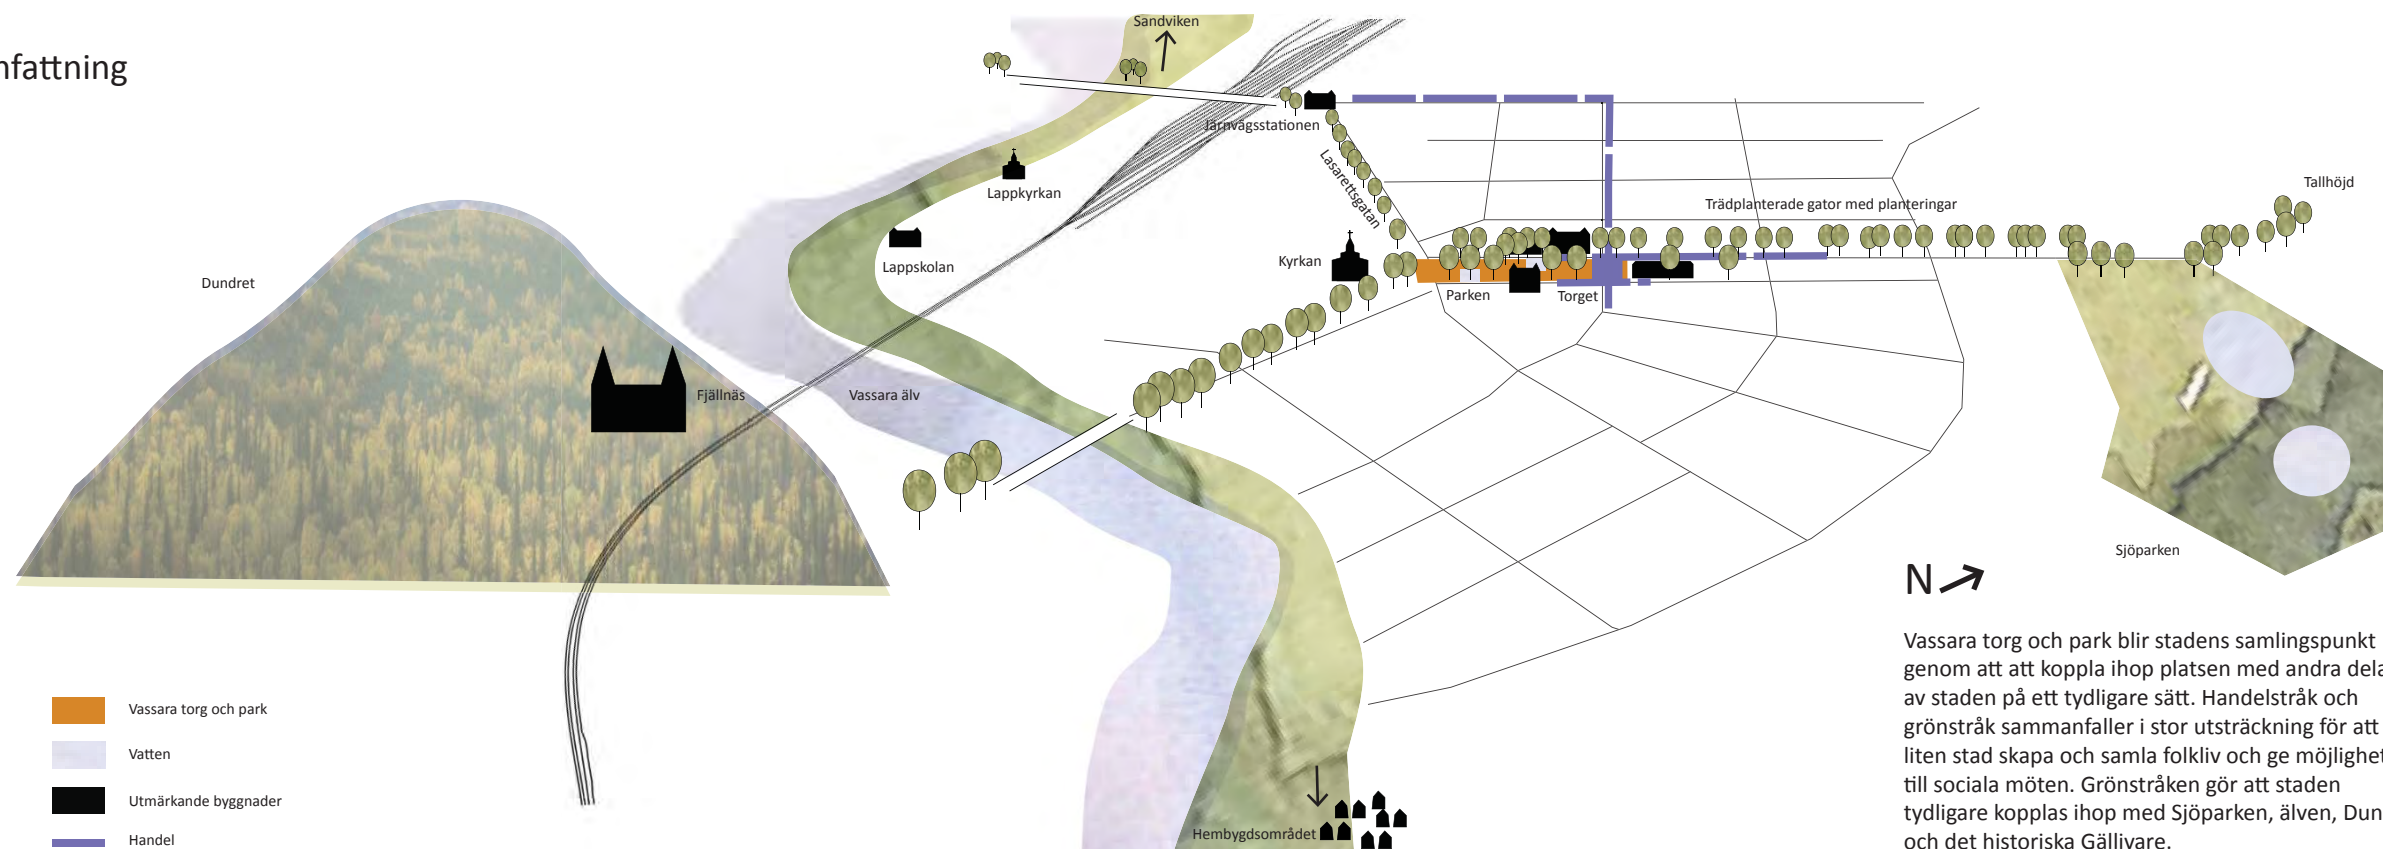 nfattning
Sandviken
Järnvägsstationen
Lasarettsgatan
Lappkyrkan
Lappskolan
Kyrkan
Trädplanterade gator med planteringar
Tallhöjd
Dundret
Parken
Torget
Fjällnäs
Vassara älv
Sjöparken
N
Vassara torg och park blir stadens samlingspunkt
genom att att koppla ihop platsen med andra dela
av staden på ett tydligare sätt. Handelstråk och
grönstråk sammanfaller i stor utsträckning för att
liten stad skapa och samla folkliv och ge möjlighet
till sociala möten. Grönstråken gör att staden
tydligare kopplas ihop med Sjöparken, älven, Dun
och det historiska Gällivare.
Vassara torg och park
Vatten
Utmärkande byggnader
Handel
Hembygdsområdet